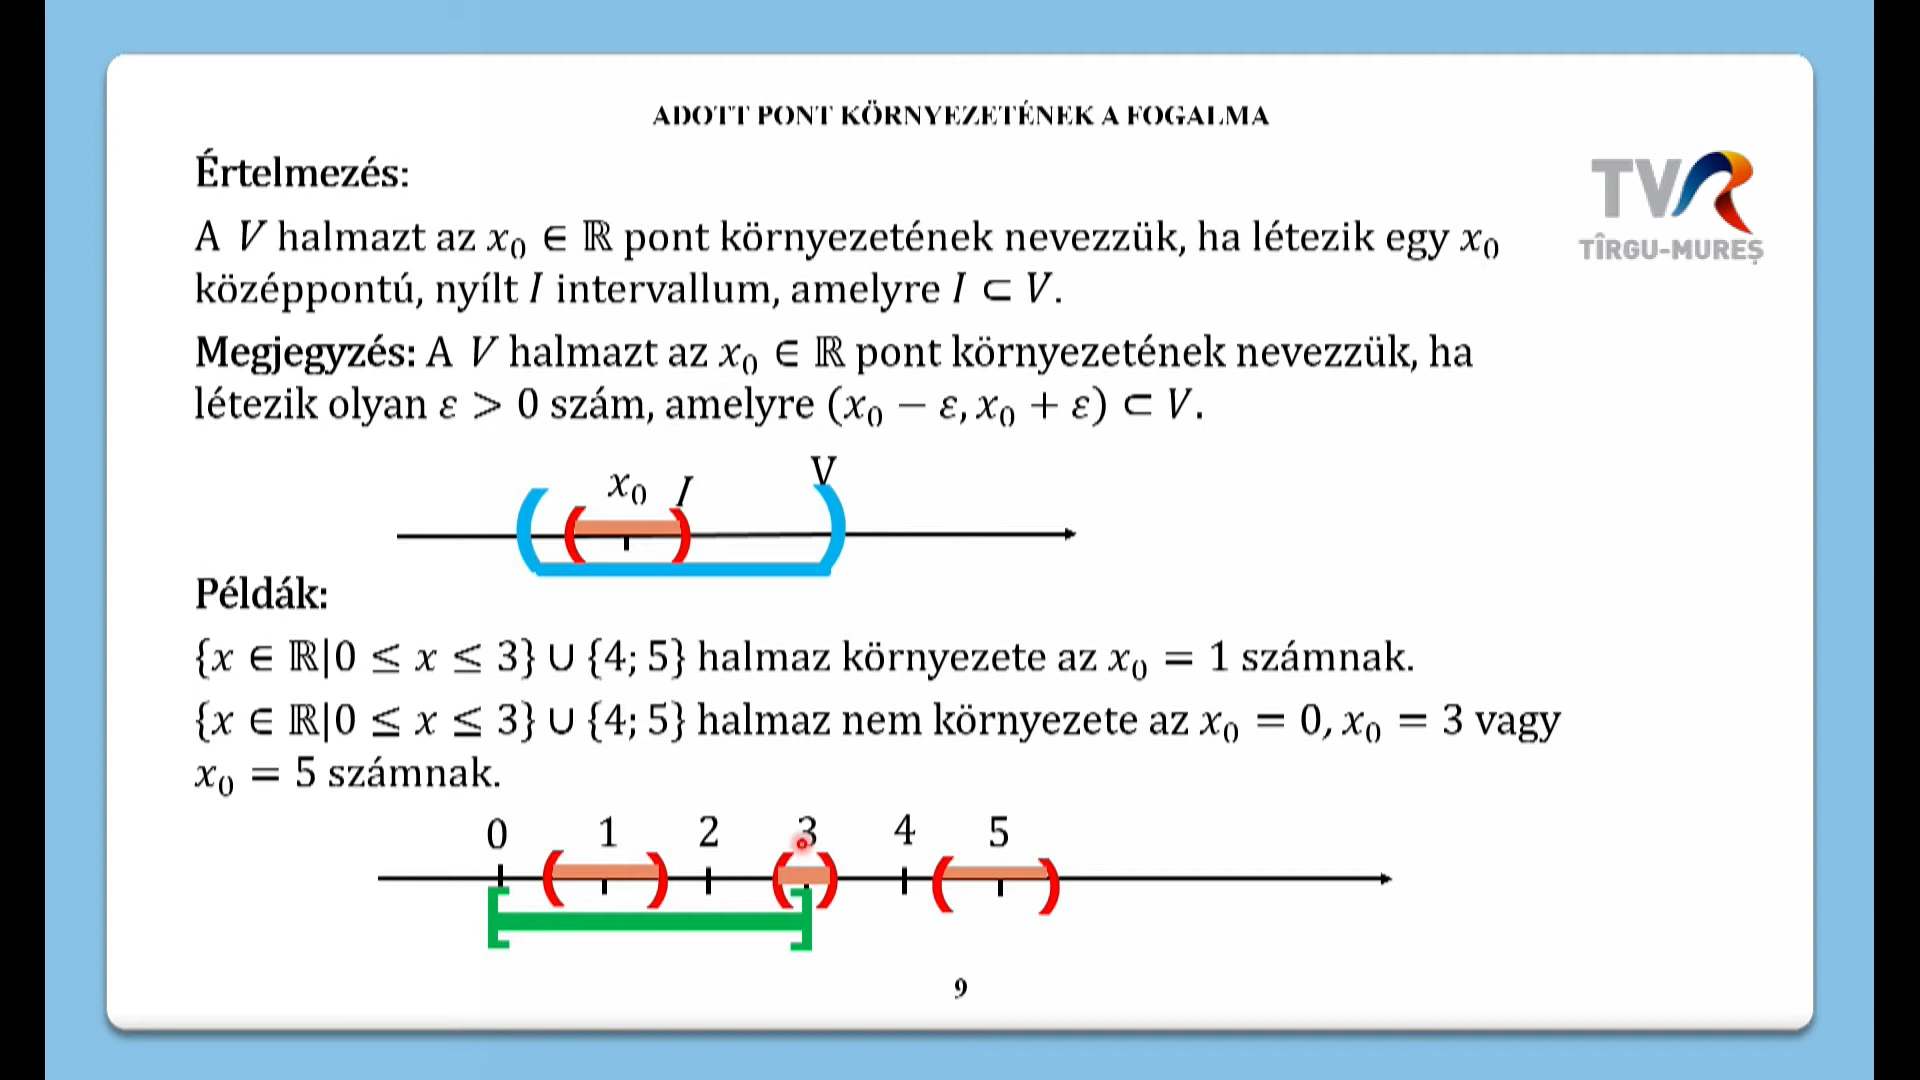 ADOTT PONT KÖRNYEZETÉNEK A FOGALMA
Értelmezés:
TVR
TÎRGU-MUREȘ
A V halmazt az x₀ ∈ ℝ pont környezetének nevezzük, ha létezik egy x₀
középpontú, nyílt I intervallum, amelyre I ⊂ V.
Megjegyzés: A V halmazt az x₀ ∈ ℝ pont környezetének nevezzük, ha
létezik olyan ε > 0 szám, amelyre (x₀ − ε, x₀ + ε) ⊂ V.
x₀ I V
Példák:
{x ∈ ℝ|0 ≤ x ≤ 3} ∪ {4; 5} halmaz környezete az x₀ = 1 számnak.
{x ∈ ℝ|0 ≤ x ≤ 3} ∪ {4; 5} halmaz nem környezete az x₀ = 0, x₀ = 3 vagy
x₀ = 5 számnak.
0 1 2 3 4 5
9